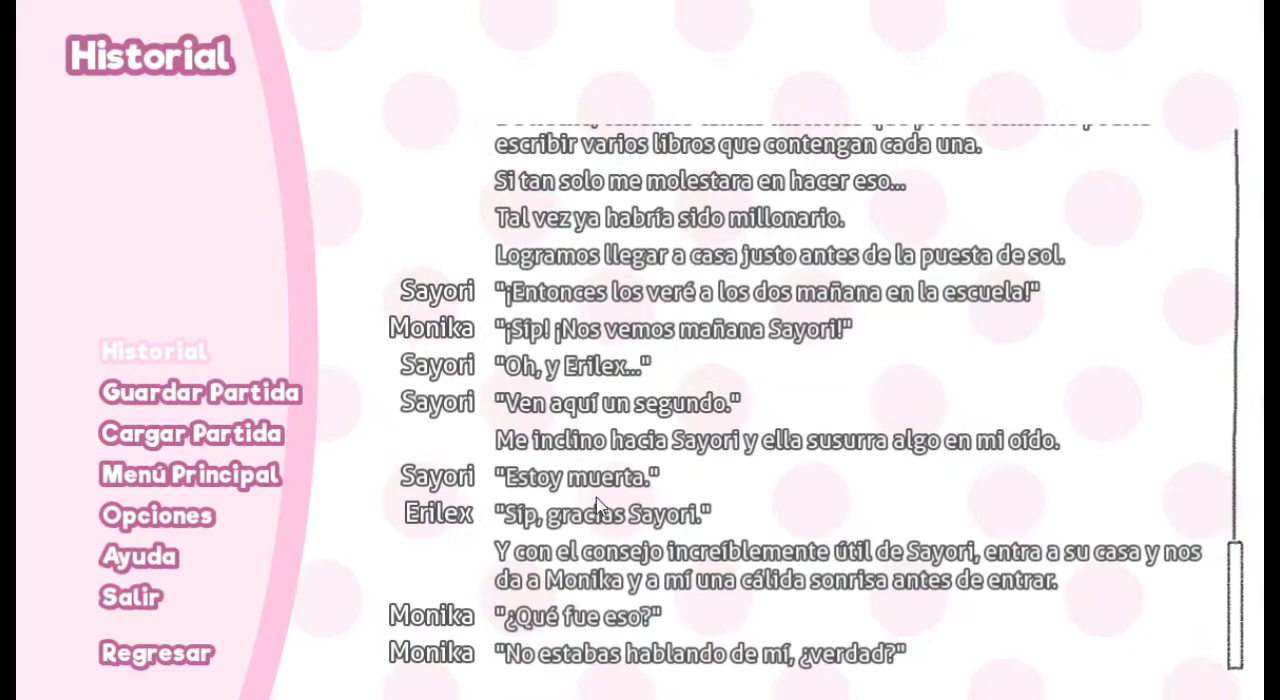 Historial
escribir varios libros que contengan cada una.
Si tan solo me molestara en hacer eso...
Tal vez ya habría sido millonario.
Logramos llegar a casa justo antes de la puesta de sol.
Sayori "¡Entonces los veré a los dos mañana en la escuela!"
Monika "¡Síp! ¡Nos vemos mañana Sayori!"
Sayori "Oh, y Erilex..."
Sayori "Ven aquí un segundo."
Me inclino hacia Sayori y ella susurra algo en mi oído.
Sayori "Estoy muerta."
Erilex "Síp, gracias Sayori."
Y con el consejo increíblemente útil de Sayori, entra a su casa y nos
da a Monika y a mí una cálida sonrisa antes de entrar.
Monika "¿Qué fue eso?"
Monika "No estabas hablando de mí, ¿verdad?"
Historial
Guardar Partida
Cargar Partida
Menú Principal
Opciones
Ayuda
Salir
Regresar